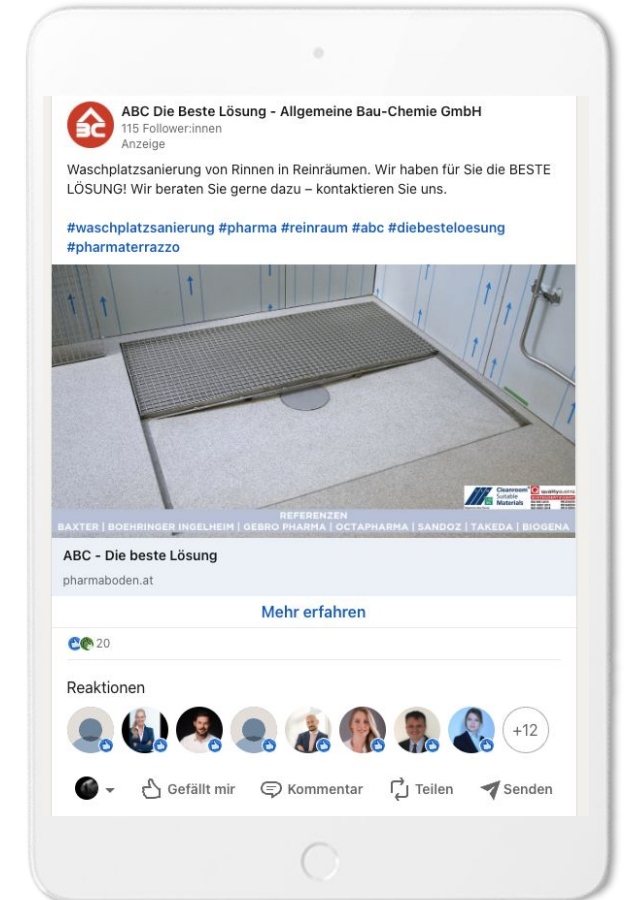 ABC Die Beste Lösung - Allgemeine Bau-Chemie GmbH
115 Follower:innen
Anzeige
Waschplatzsanierung von Rinnen in Reinräumen. Wir haben für Sie die BESTE
LÖSUNG! Wir beraten Sie gerne dazu – kontaktieren Sie uns.
#waschplatzsanierung #pharma #reinraum #abc #diebesteloesung
#pharmaterrazzo
Cleanroom
Suitable
Materials
REFERENZEN
BAXTER | BOEHRINGER INGELHEIM | GEBRO PHARMA | OCTAPHARMA | SANDOZ | TAKEDA | BIOGENA
ABC - Die beste Lösung
pharmaboden.at
Mehr erfahren
20
Reaktionen
+12
Gefällt mir Kommentar Teilen Senden